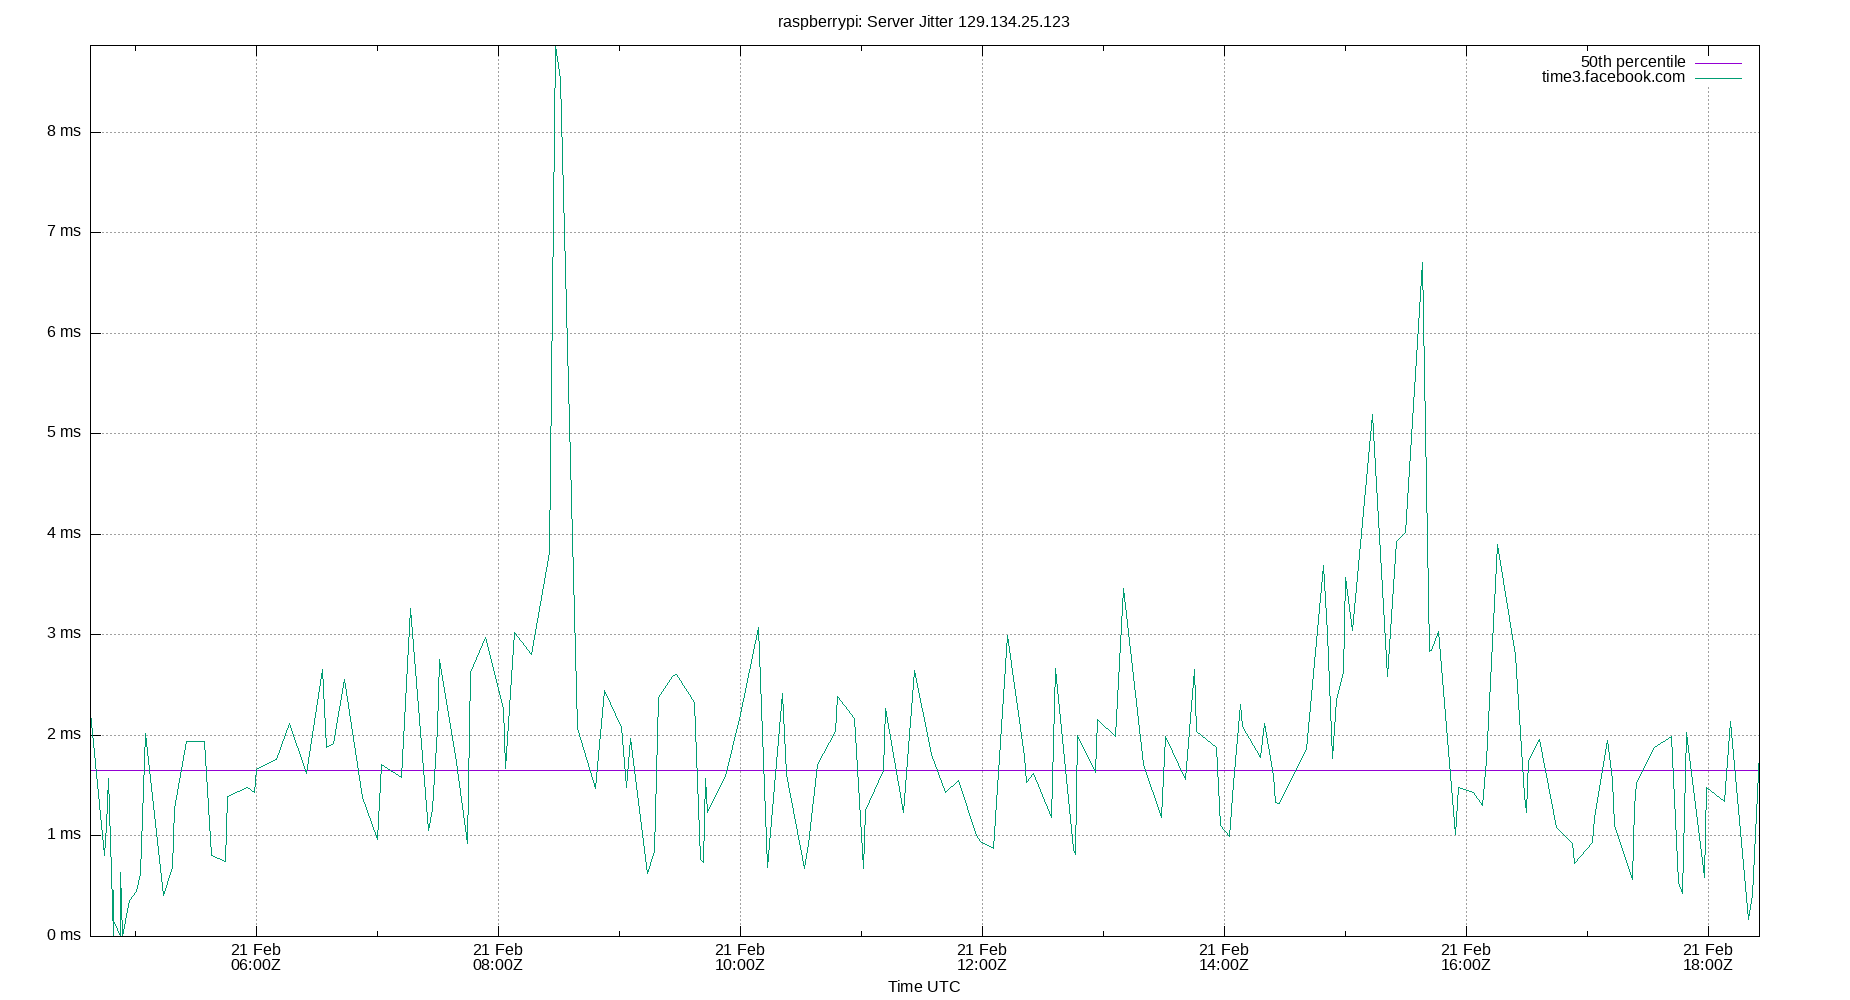 raspberrypi: Server Jitter 129.134.25.123
50th percentile
time3.facebook.com
8 ms
7 ms
6 ms
5 ms
4 ms
3 ms
2 ms
1 ms
0 ms
21 Feb 21 Feb 21 Feb 21 Feb 21 Feb 21 Feb 21 Feb
06:00Z 08:00Z 10:00Z 12:00Z 14:00Z 16:00Z 18:00Z
Time UTC